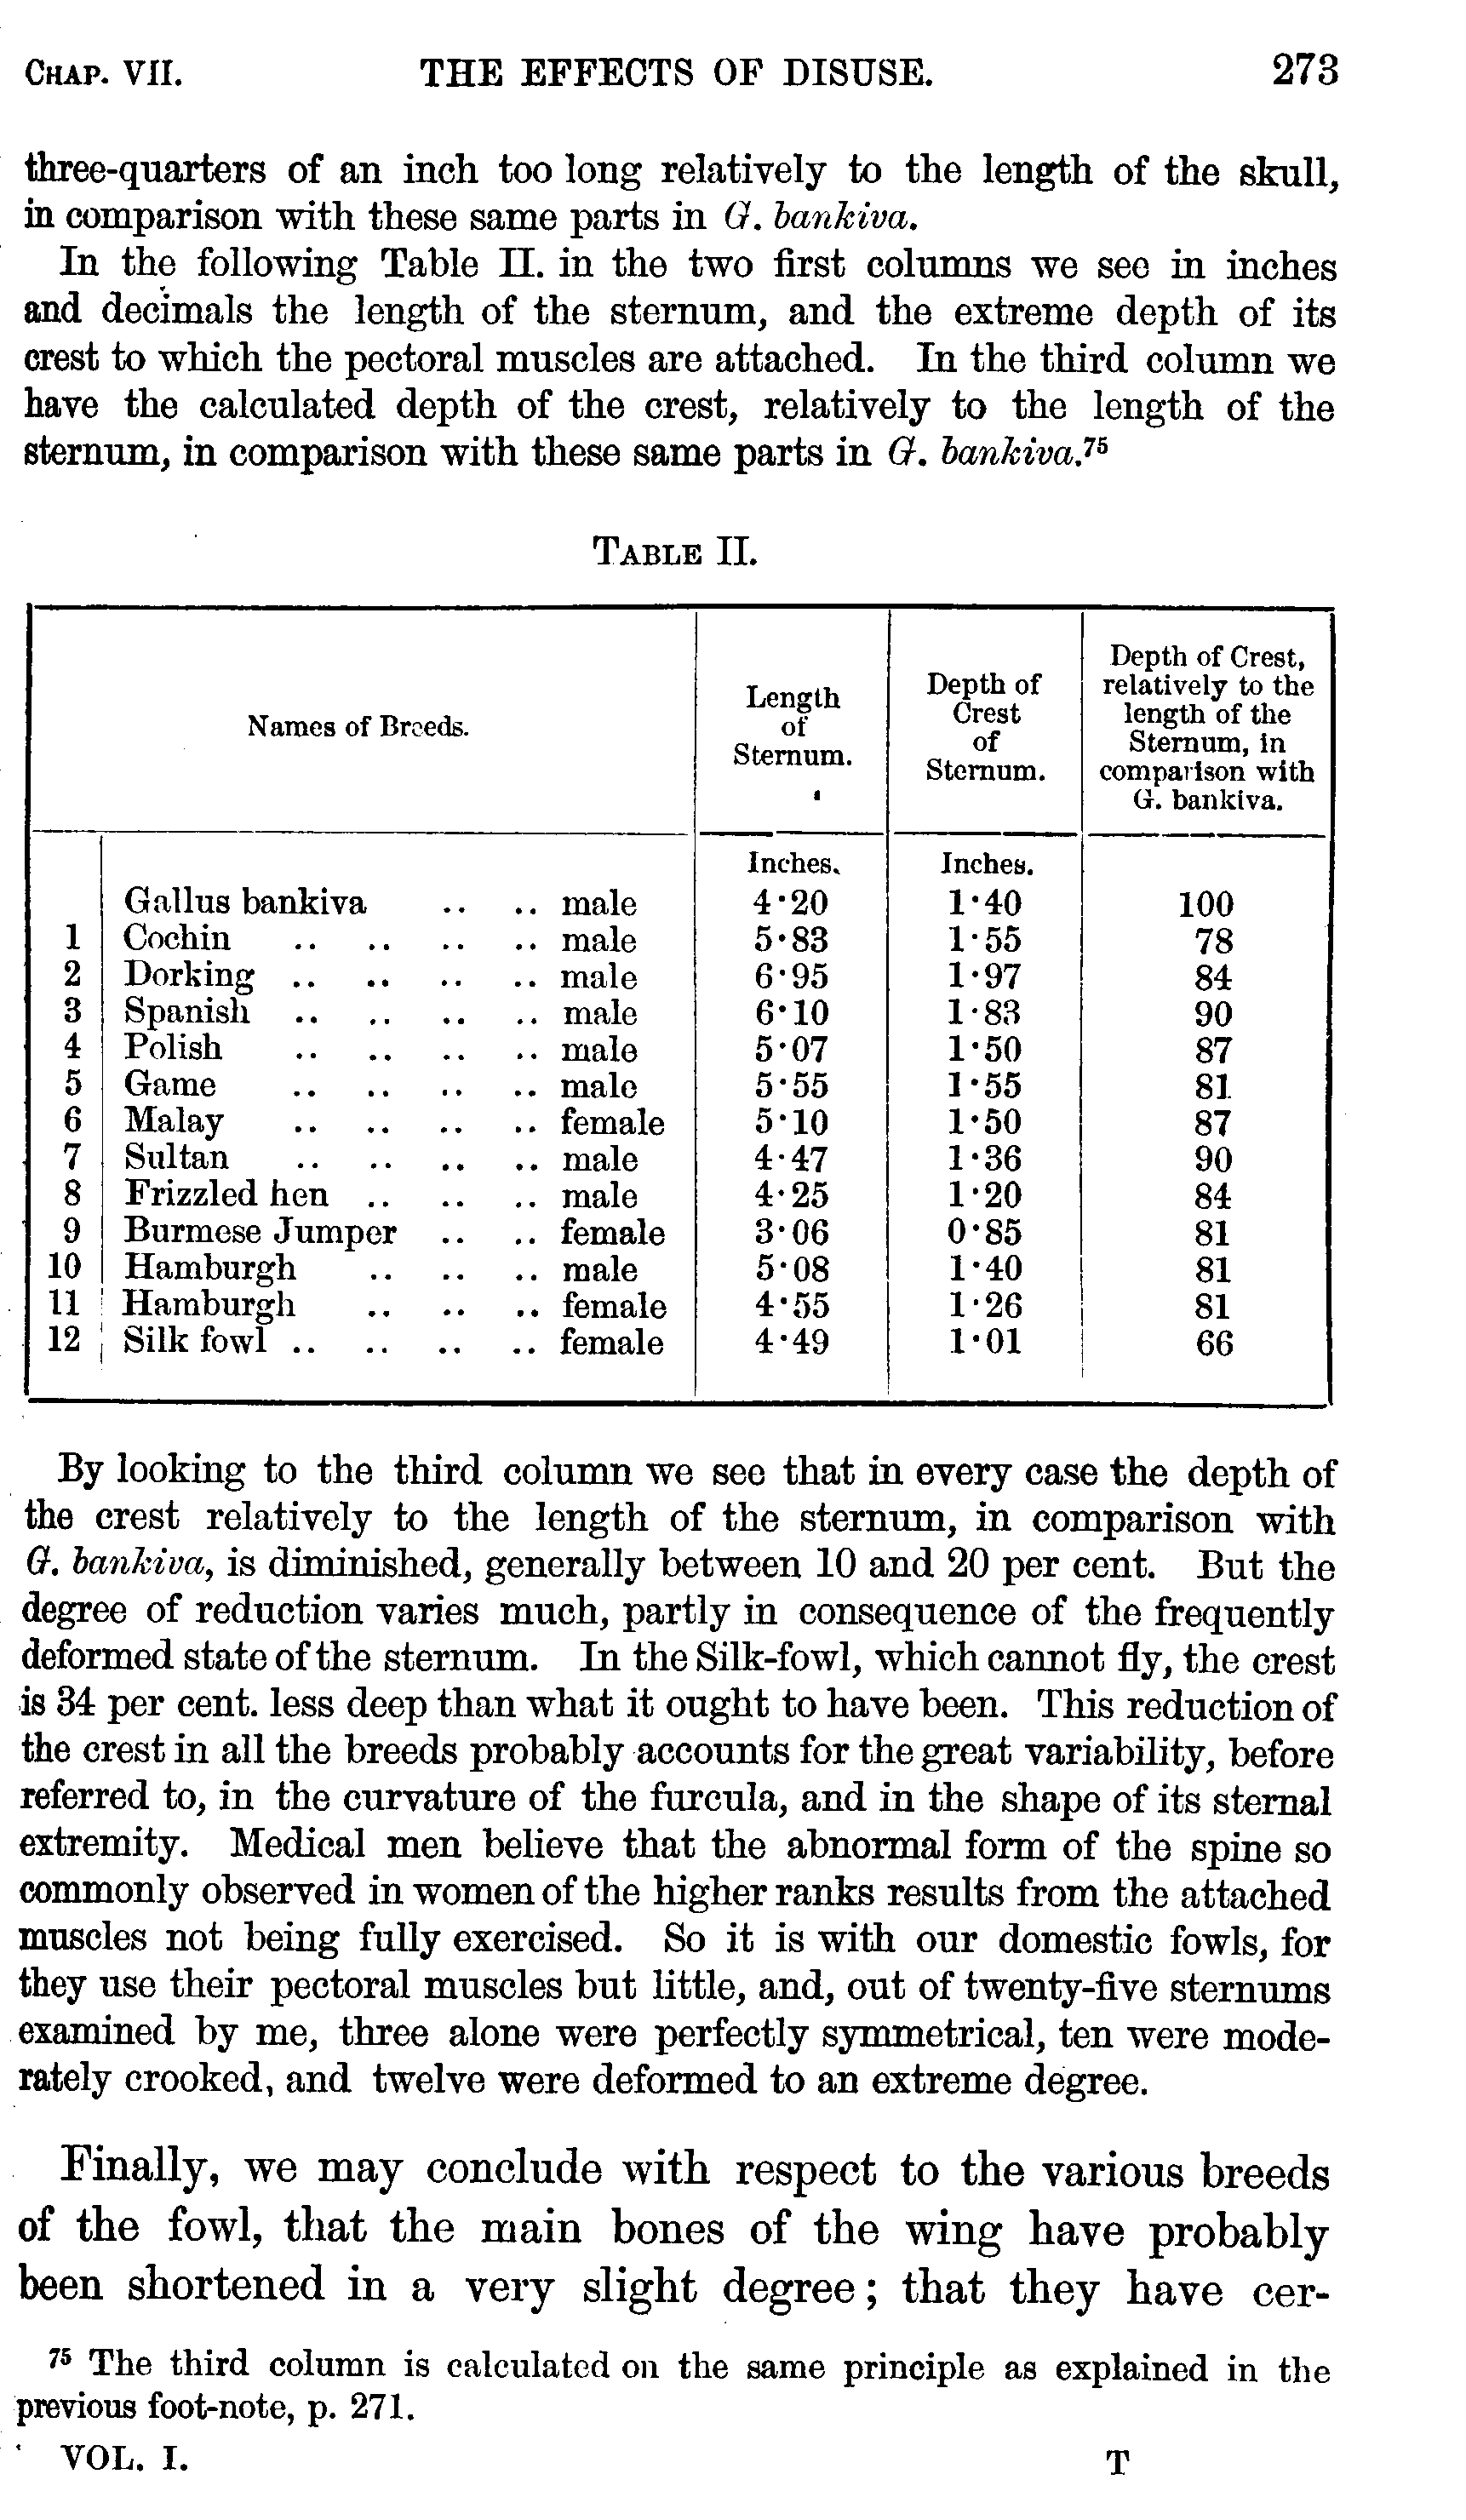 CHAP. VII. THE EFFECTS OF DISUSE. 273
three-quarters of an inch too long relatively to the length of the skull,
in comparison with these same parts in G. bankiva.
In the following Table II. in the two first columns we see in inches
and decimals the length of the sternum, and the extreme depth of its
crest to which the pectoral muscles are attached. In the third column we
have the calculated depth of the crest, relatively to the length of the
sternum, in comparison with these same parts in G. bankiva.⁷⁵
TABLE II.
Names of Breeds.
Length
of
Sternum.
Depth of
Crest
of
Sternum.
Depth of Crest,
relatively to the
length of the
Sternum, in
comparison with
G. bankiva.
Inches. Inches.
Gallus bankiva .. .. male 4·20 1·40 100
1 Cochin .. .. .. .. male 5·83 1·55 78
2 Dorking .. .. .. .. male 6·95 1·97 84
3 Spanish .. .. .. .. male 6·10 1·83 90
4 Polish .. .. .. .. male 5·07 1·50 87
5 Game .. .. .. .. male 5·55 1·55 81
6 Malay .. .. .. .. female 5·10 1·50 87
7 Sultan .. .. .. .. male 4·47 1·36 90
8 Frizzled hen .. .. .. male 4·25 1·20 84
9 Burmese Jumper .. .. female 3·06 0·85 81
10 Hamburgh .. .. .. male 5·08 1·40 81
11 Hamburgh .. .. .. female 4·55 1·26 81
12 Silk fowl .. .. .. .. female 4·49 1·01 66
By looking to the third column we see that in every case the depth of
the crest relatively to the length of the sternum, in comparison with
G. bankiva, is diminished, generally between 10 and 20 per cent. But the
degree of reduction varies much, partly in consequence of the frequently
deformed state of the sternum. In the Silk-fowl, which cannot fly, the crest
is 34 per cent. less deep than what it ought to have been. This reduction of
the crest in all the breeds probably accounts for the great variability, before
referred to, in the curvature of the furcula, and in the shape of its sternal
extremity. Medical men believe that the abnormal form of the spine so
commonly observed in women of the higher ranks results from the attached
muscles not being fully exercised. So it is with our domestic fowls, for
they use their pectoral muscles but little, and, out of twenty-five sternums
examined by me, three alone were perfectly symmetrical, ten were mode-
rately crooked, and twelve were deformed to an extreme degree.
Finally, we may conclude with respect to the various breeds
of the fowl, that the main bones of the wing have probably
been shortened in a very slight degree; that they have cer-
⁷⁵ The third column is calculated on the same principle as explained in the
previous foot-note, p. 271.
VOL. I. T